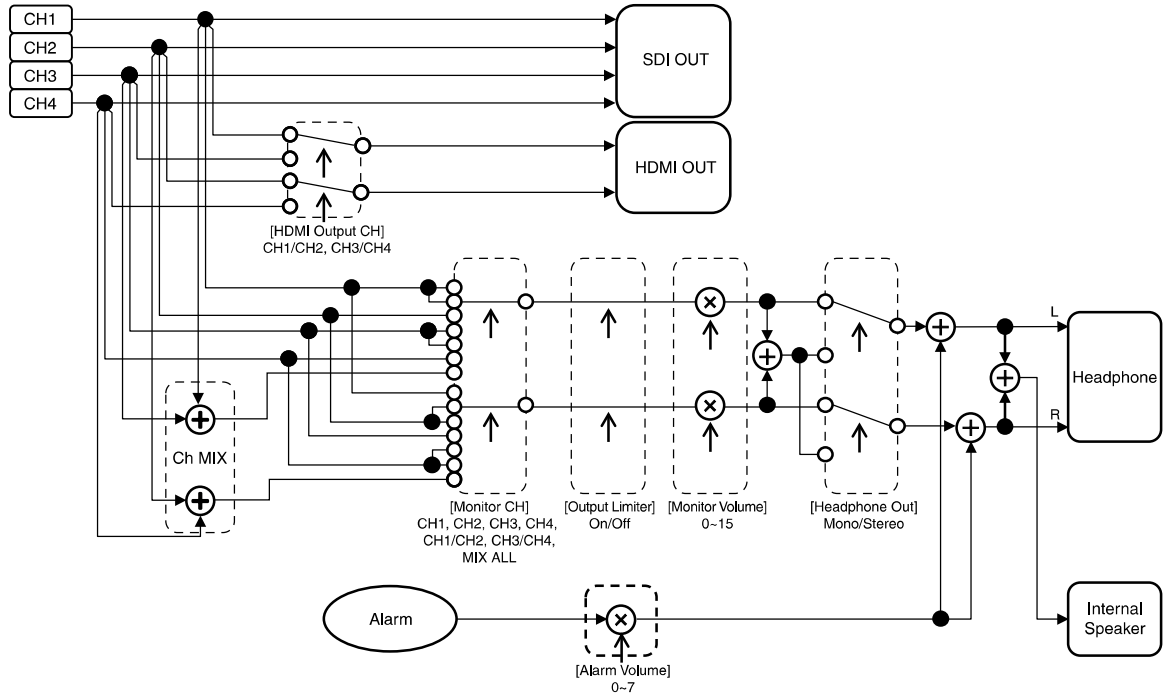 CH1
CH2
CH3
CH4
SDI OUT
HDMI OUT
[HDMI Output CH]
CH1/CH2, CH3/CH4
Ch MIX
[Monitor CH]
CH1, CH2, CH3, CH4,
CH1/CH2, CH3/CH4,
MIX ALL
[Output Limiter]
On/Off
[Monitor Volume]
0~15
[Headphone Out]
Mono/Stereo
L
R
Headphone
Alarm
[Alarm Volume]
0~7
Internal
Speaker